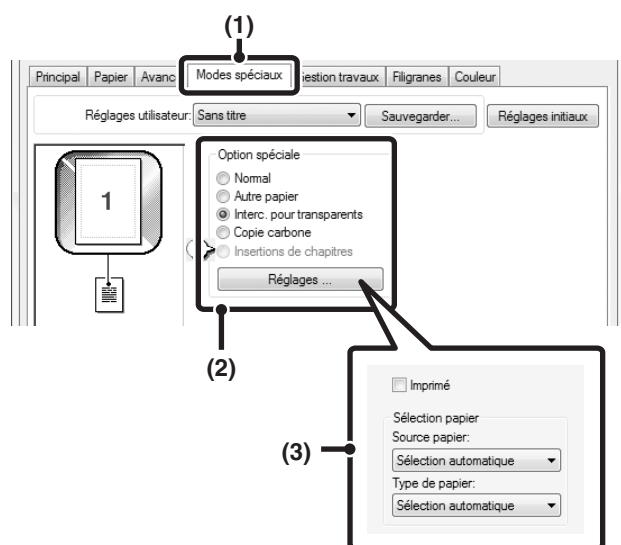 (1)
Principal Papier Avanc Modes spéciaux estion travaux Filigranes Couleur
Réglages utilisateur: Sans titre Sauvegarder... Réglages initiaux
1
Option spéciale
Normal
Autre papier
Interc. pour transparents
Copie carbone
Insertions de chapitres
Réglages ...
(2)
(3)
Imprimé
Sélection papier
Source papier:
Sélection automatique
Type de papier:
Sélection automatique